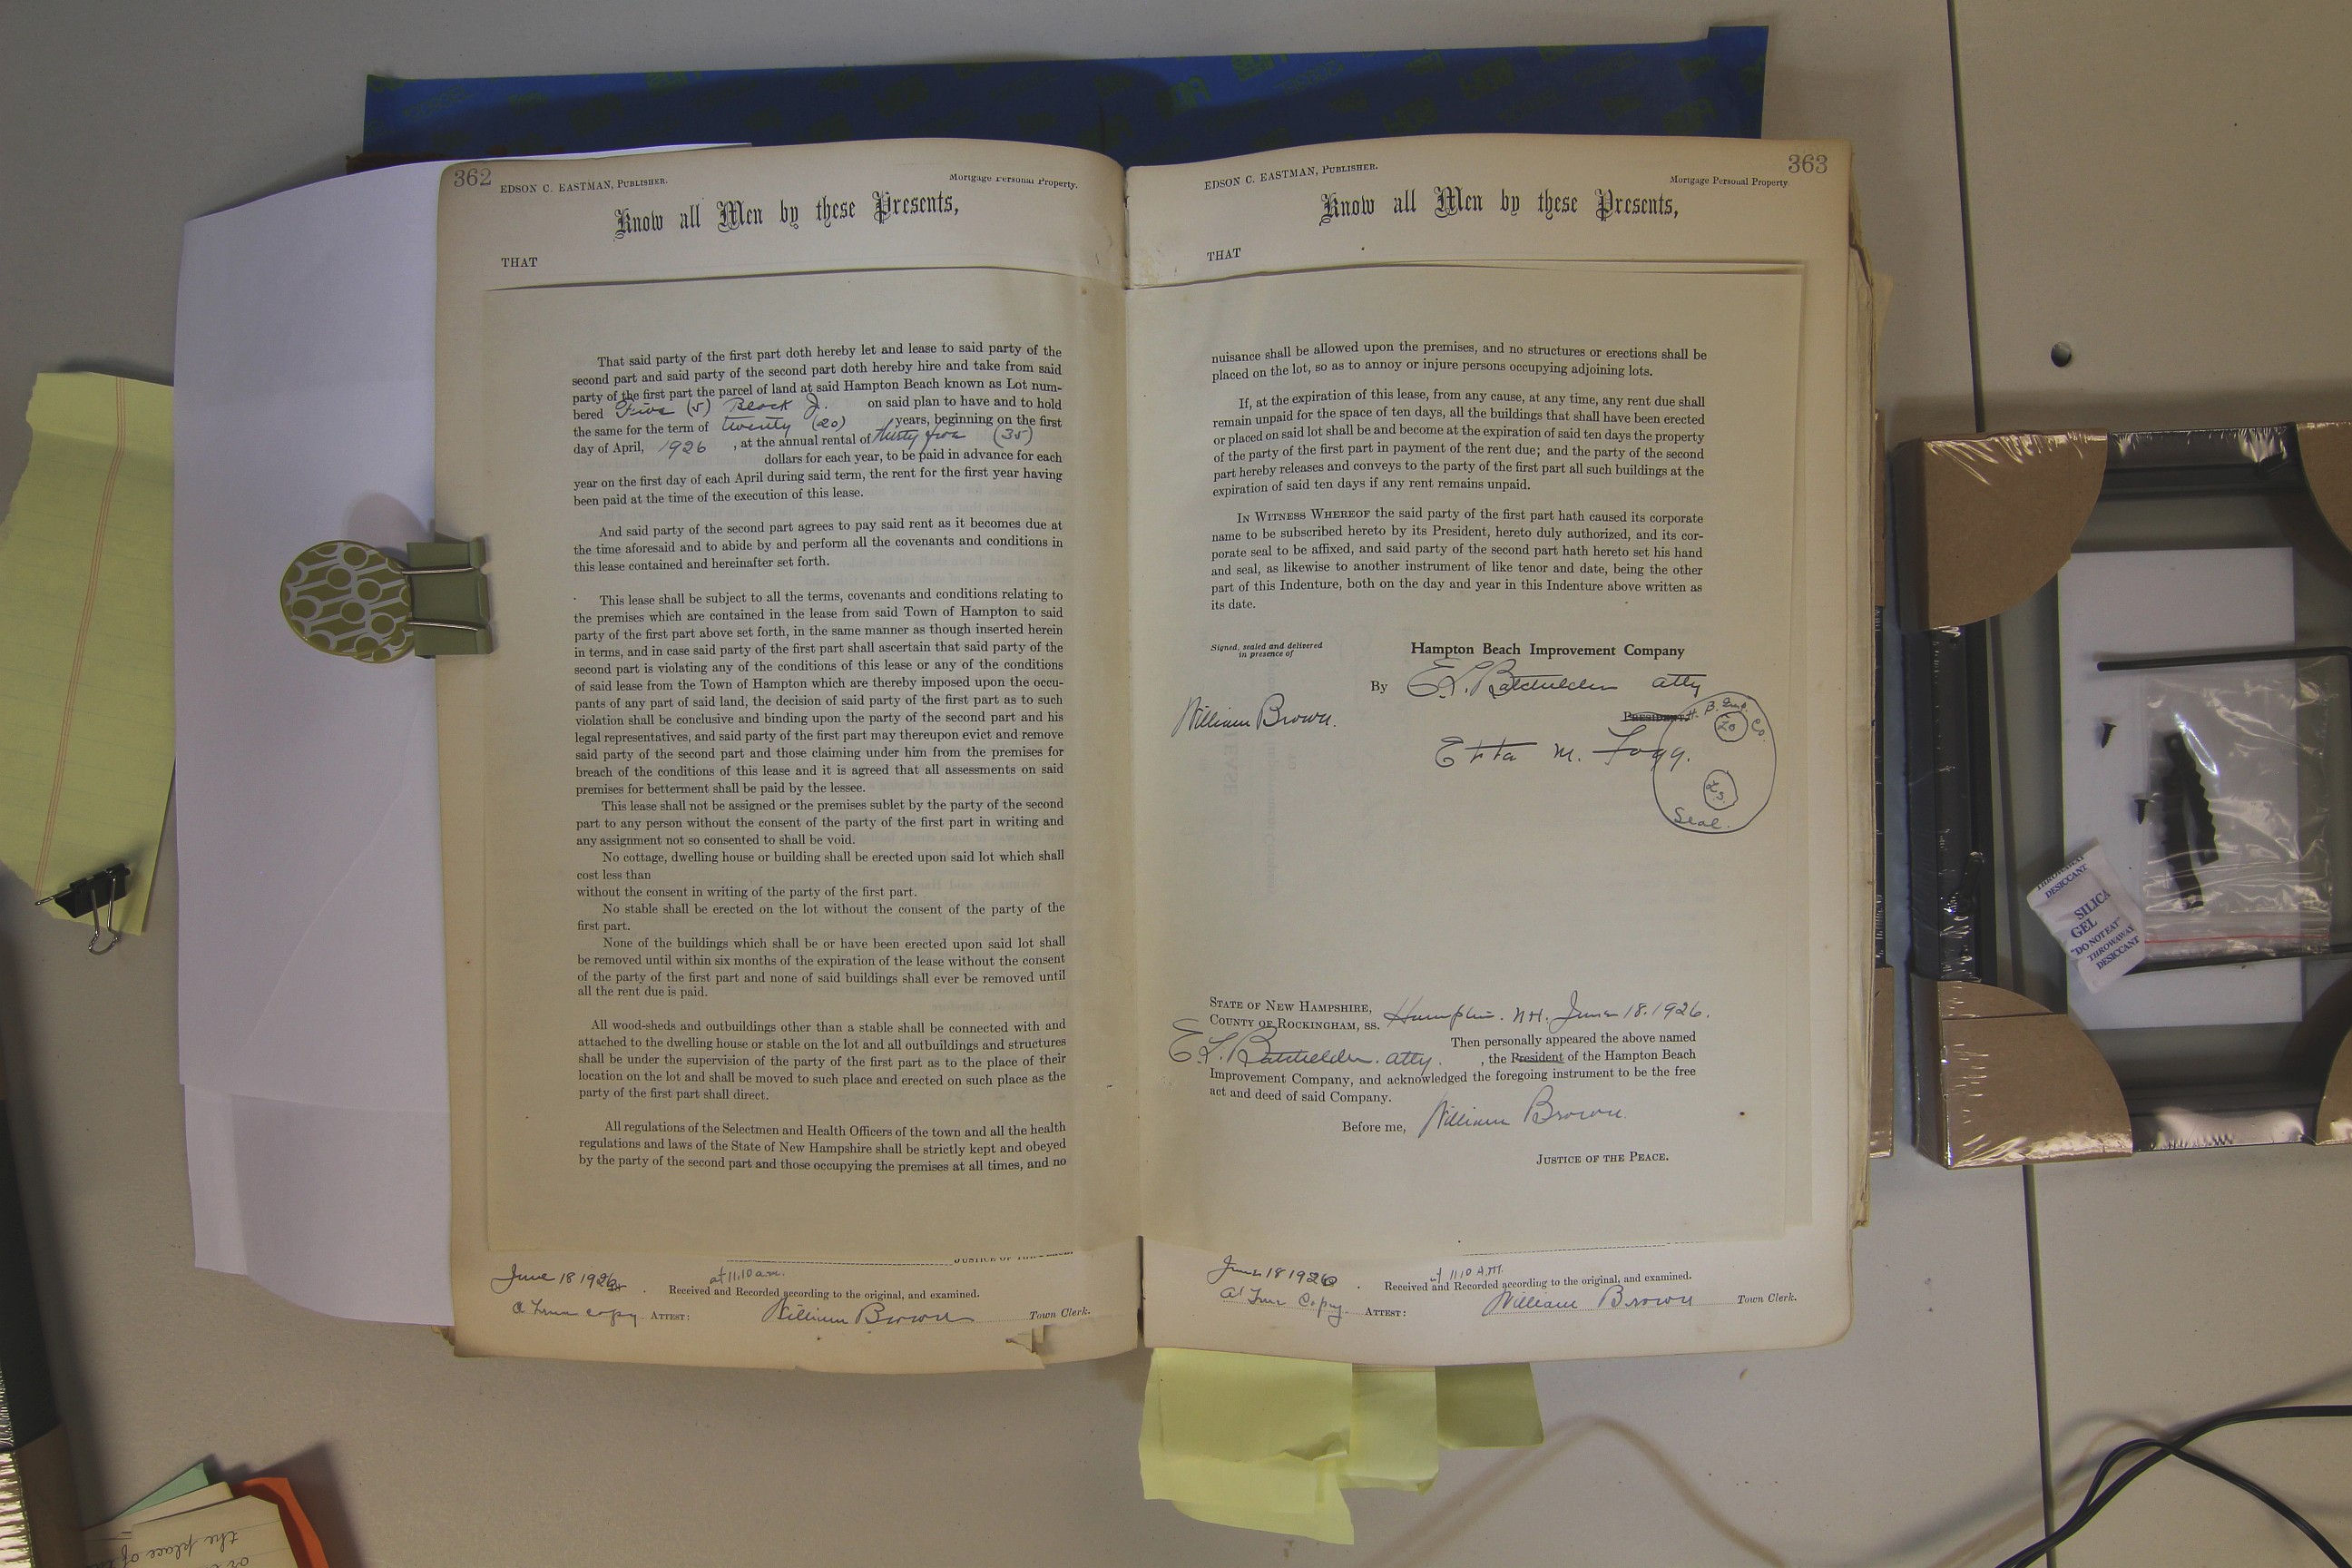 362
EDSON C. EASTMAN, PUBLISHER.
Mortgage Personal Property.
Know all Men by these Presents,
THAT
That said party of the first part doth hereby let and lease to said party of the
second part and said party of the second part doth hereby hire and take from said
party of the first part the parcel of land at said Hampton Beach known as Lot num-
bered Five (5) Block J. on said plan to have and to hold
the same for the term of twenty (20) years, beginning on the first
day of April, 1926, at the annual rental of thirty five (35)
dollars for each year, to be paid in advance for each
year on the first day of each April during said term, the rent for the first year having
been paid at the time of the execution of this lease.
And said party of the second part agrees to pay said rent as it becomes due at
the time aforesaid and to abide by and perform all the covenants and conditions in
this lease contained and hereinafter set forth.
This lease shall be subject to all the terms, covenants and conditions relating to
the premises which are contained in the lease from said Town of Hampton to said
party of the first part above set forth, in the same manner as though inserted herein
in terms, and in case said party of the first part shall ascertain that said party of the
second part is violating any of the conditions of this lease or any of the conditions
of said lease from the Town of Hampton which are thereby imposed upon the occu-
pants of any part of said land, the decision of said party of the first part as to such
violation shall be conclusive and binding upon the party of the second part and his
legal representatives, and said party of the first part may thereupon evict and remove
said party of the second part and those claiming under him from the premises for
breach of the conditions of this lease and it is agreed that all assessments on said
premises for betterment shall be paid by the lessee.
This lease shall not be assigned or the premises sublet by the party of the second
part to any person without the consent of the party of the first part in writing and
any assignment not so consented to shall be void.
No cottage, dwelling house or building shall be erected upon said lot which shall
cost less than
without the consent in writing of the party of the first part.
No stable shall be erected on the lot without the consent of the party of the
first part.
None of the buildings which shall be or have been erected upon said lot shall
be removed until within six months of the expiration of the lease without the consent
of the party of the first part and none of said buildings shall ever be removed until
all the rent due is paid.
All wood-sheds and outbuildings other than a stable shall be connected with and
attached to the dwelling house or stable on the lot and all outbuildings and structures
shall be under the supervision of the party of the first part as to the place of their
location on the lot and shall be moved to such place and erected on such place as the
party of the first part shall direct.
All regulations of the Selectmen and Health Officers of the town and all the health
regulations and laws of the State of New Hampshire shall be strictly kept and obeyed
by the party of the second part and those occupying the premises at all times, and no
June 18 1926. at 11.10 a.m.
Received and Recorded according to the original, and examined.
a True copy ATTEST: William Brown Town Clerk.
363
EDSON C. EASTMAN, PUBLISHER.
Mortgage Personal Property.
Know all Men by these Presents,
THAT
nuisance shall be allowed upon the premises, and no structures or erections shall be
placed on the lot, so as to annoy or injure persons occupying adjoining lots.
If, at the expiration of this lease, from any cause, at any time, any rent due shall
remain unpaid for the space of ten days, all the buildings that shall have been erected
or placed on said lot shall be and become at the expiration of said ten days the property
of the party of the first part in payment of the rent due; and the party of the second
part hereby releases and conveys to the party of the first part all such buildings at the
expiration of said ten days if any rent remains unpaid.
IN WITNESS WHEREOF the said party of the first part hath caused its corporate
name to be subscribed hereto by its President, hereto duly authorized, and its cor-
porate seal to be affixed, and said party of the second part hath hereto set his hand
and seal, as likewise to another instrument of like tenor and date, being the other
part of this Indenture, both on the day and year in this Indenture above written as
its date.
Signed, sealed and delivered
in presence of
Hampton Beach Improvement Company
By E. L. Batchelder atty
PRESIDENT.
William Brown.
Etta M. Fogg.
H. B. Imp. Co.
Seal.
STATE OF NEW HAMPSHIRE,
COUNTY OF ROCKINGHAM, SS. Hampton. NH. June 18. 1926.
Then personally appeared the above named
E. L. Batchelder. atty. , the President of the Hampton Beach
Improvement Company, and acknowledged the foregoing instrument to be the free
act and deed of said Company.
Before me, William Brown
JUSTICE OF THE PEACE.
June 18 1926. at 11.10 A.M.
Received and Recorded according to the original, and examined.
A True Copy. ATTEST: William Brown Town Clerk.
THROWAWAY
DESICCANT
SILICA
GEL
"DO NOT EAT"
THROWAWAY
DESICCANT
the place of